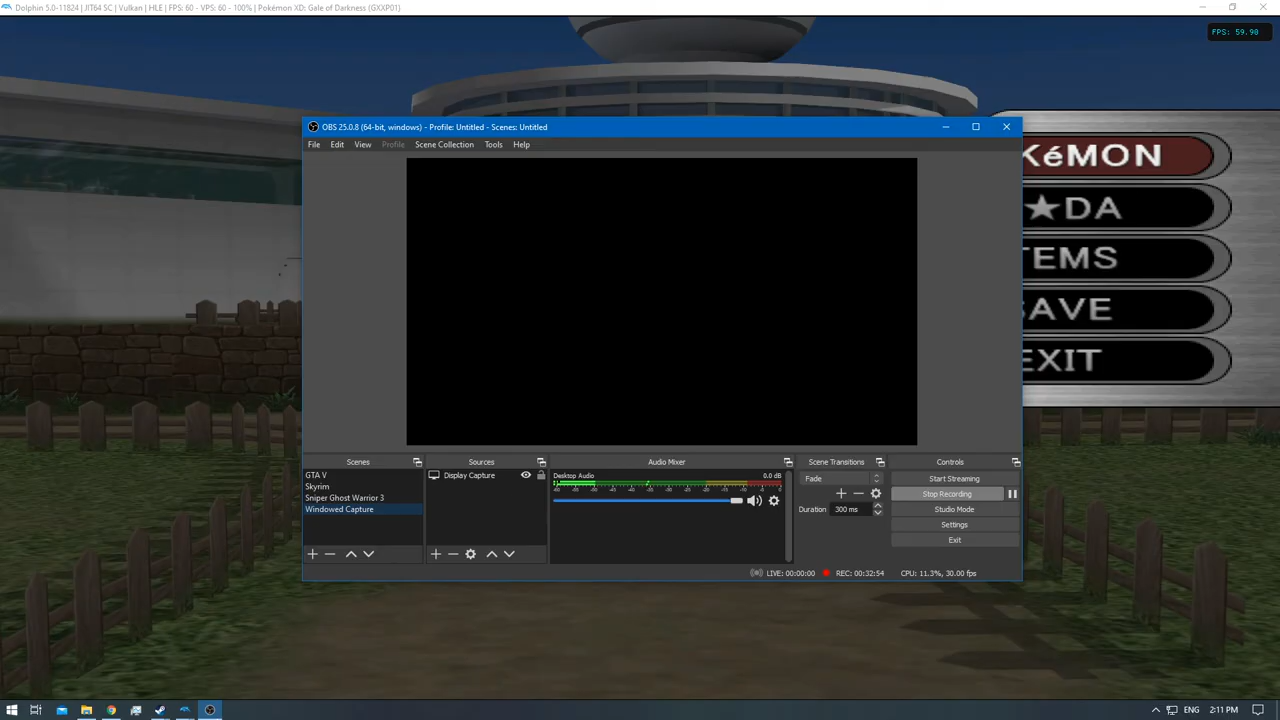 Dolphin 5.0-11824 | JIT64 SC | Vulkan | HLE | FPS: 60 - VPS: 60 - 100% | Pokémon XD: Gale of Darkness (GXXP01)
FPS: 59.90
OBS 25.0.8 (64-bit, windows) - Profile: Untitled - Scenes: Untitled
File Edit View Profile Scene Collection Tools Help
KéMON
★DA
TEMS
SAVE
EXIT
Scenes
GTA V
Skyrim
Sniper Ghost Warrior 3
Windowed Capture
Sources
Display Capture
Audio Mixer
Desktop Audio 0.0 dB
Scene Transitions
Fade
Duration 300 ms
Controls
Start Streaming
Stop Recording
Studio Mode
Settings
Exit
LIVE: 00:00:00 REC: 00:32:54 CPU: 11.3%, 30.00 fps
ENG 2:11 PM